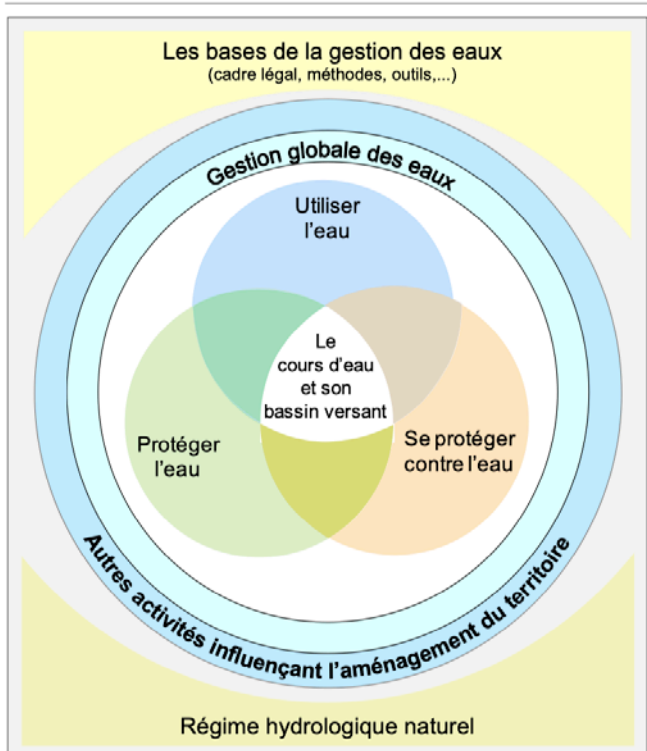 Les bases de la gestion des eaux
(cadre légal, méthodes, outils,...)
Gestion globale des eaux
Utiliser
l'eau
Le
cours d'eau
et son
bassin versant
Protéger
l'eau
Se protéger
contre l'eau
Autres activités influençant l'aménagement du territoire
Régime hydrologique naturel